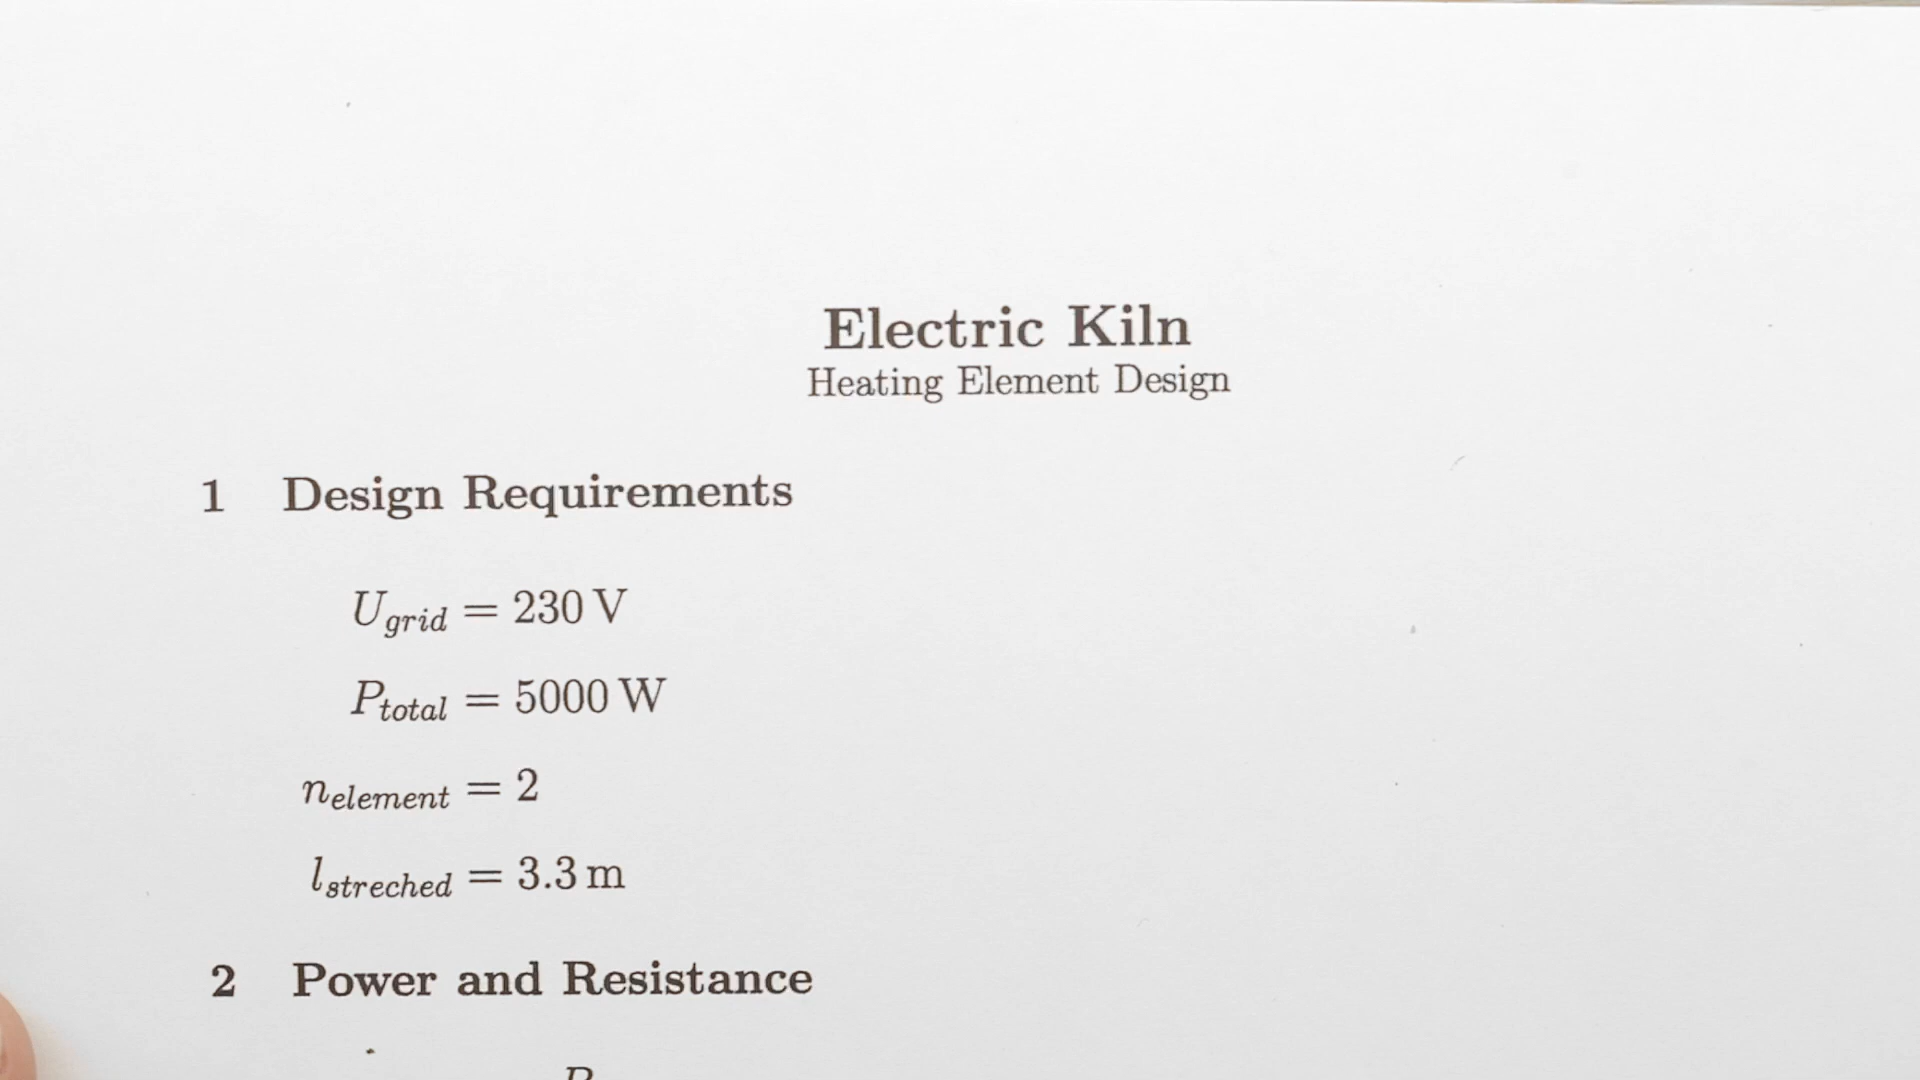 Electric Kiln
Heating Element Design
1 Design Requirements
U_grid = 230 V
P_total = 5000 W
n_element = 2
l_streched = 3.3 m
2 Power and Resistance